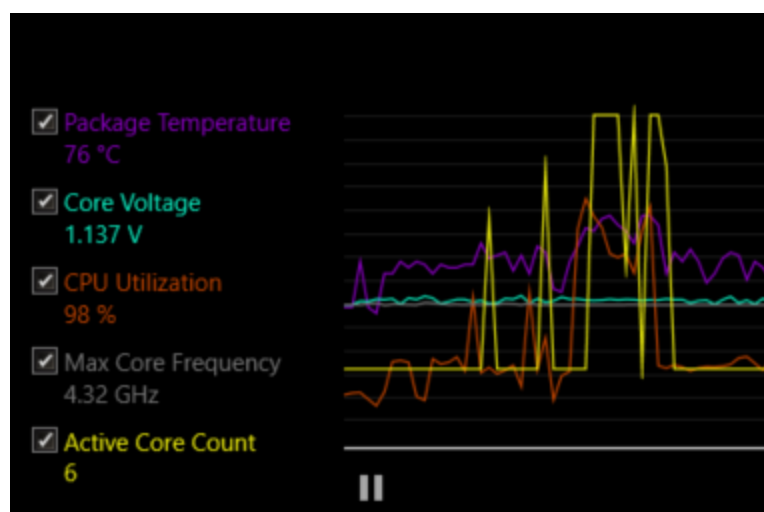 Package Temperature
76 °C
Core Voltage
1.137 V
CPU Utilization
98 %
Max Core Frequency
4.32 GHz
Active Core Count
6